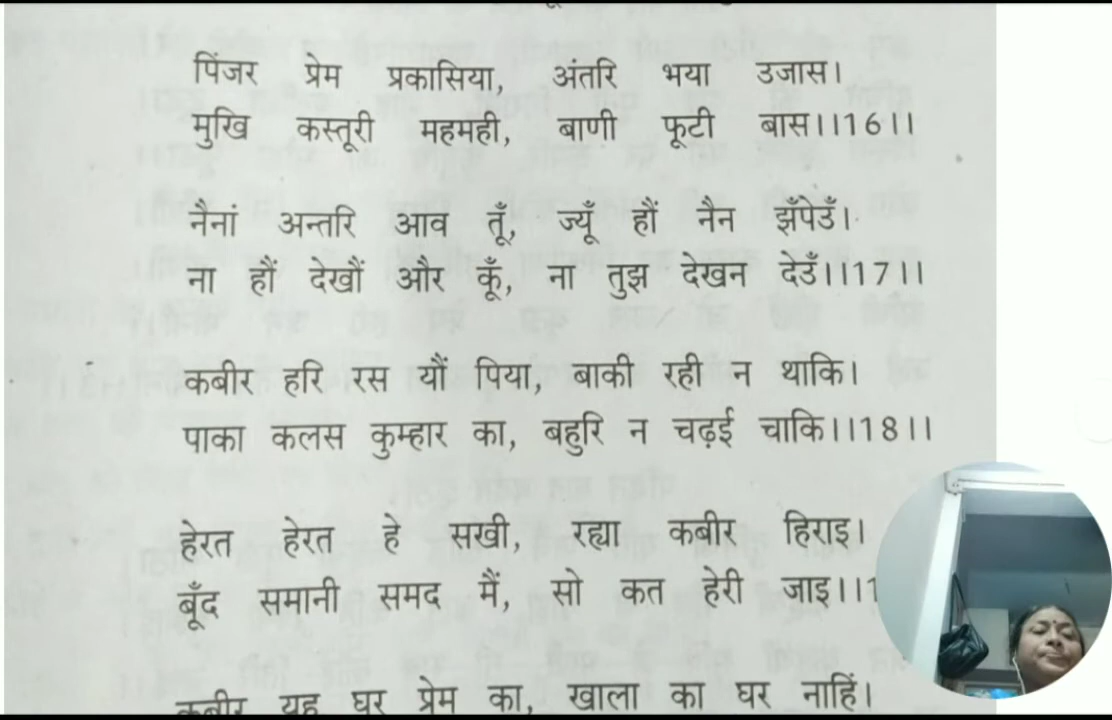 पिंजर प्रेम प्रकासिया, अंतरि भया उजास।
मुखि कस्तूरी महमही, बाणी फूटी बास।।16।।
नैनां अन्तरि आव तूँ, ज्यूँ हौं नैन झँपेउँ।
ना हौं देखौं और कूँ, ना तुझ देखन देउँ।।17।।
कबीर हरि रस यौं पिया, बाकी रही न थाकि।
पाका कलस कुम्हार का, बहुरि न चढ़ई चाकि।।18।।
हेरत हेरत हे सखी, रह्या कबीर हिराइ।
बूँद समानी समद मैं, सो कत हेरी जाइ।।1
कबीर यह घर प्रेम का, खाला का घर नाहिं।